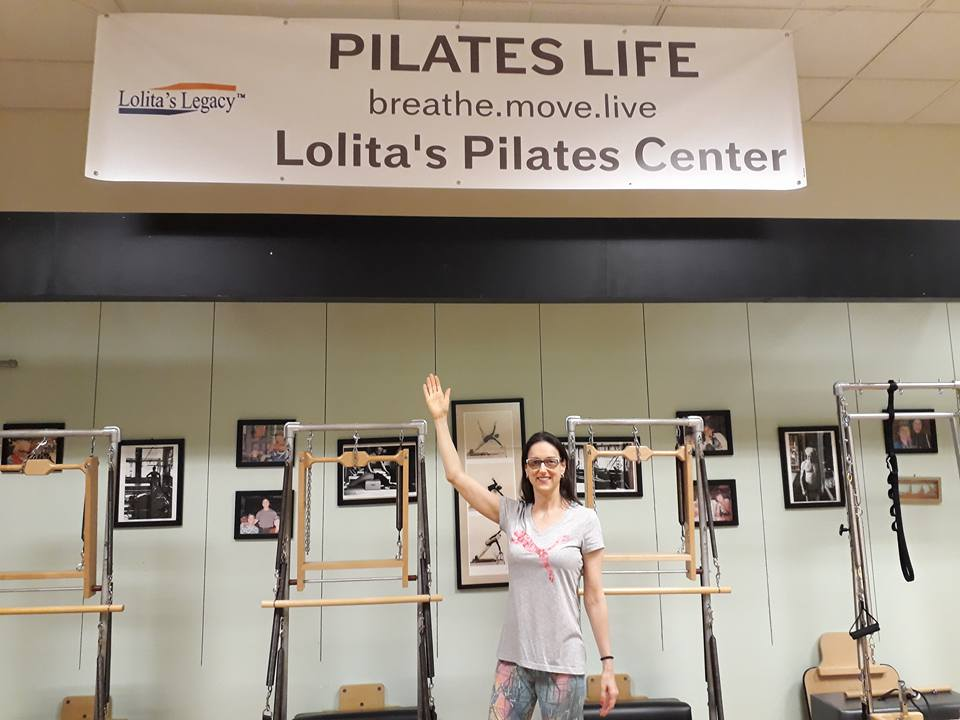 PILATES LIFE
Lolita's Legacy™
breathe.move.live
Lolita's Pilates Center